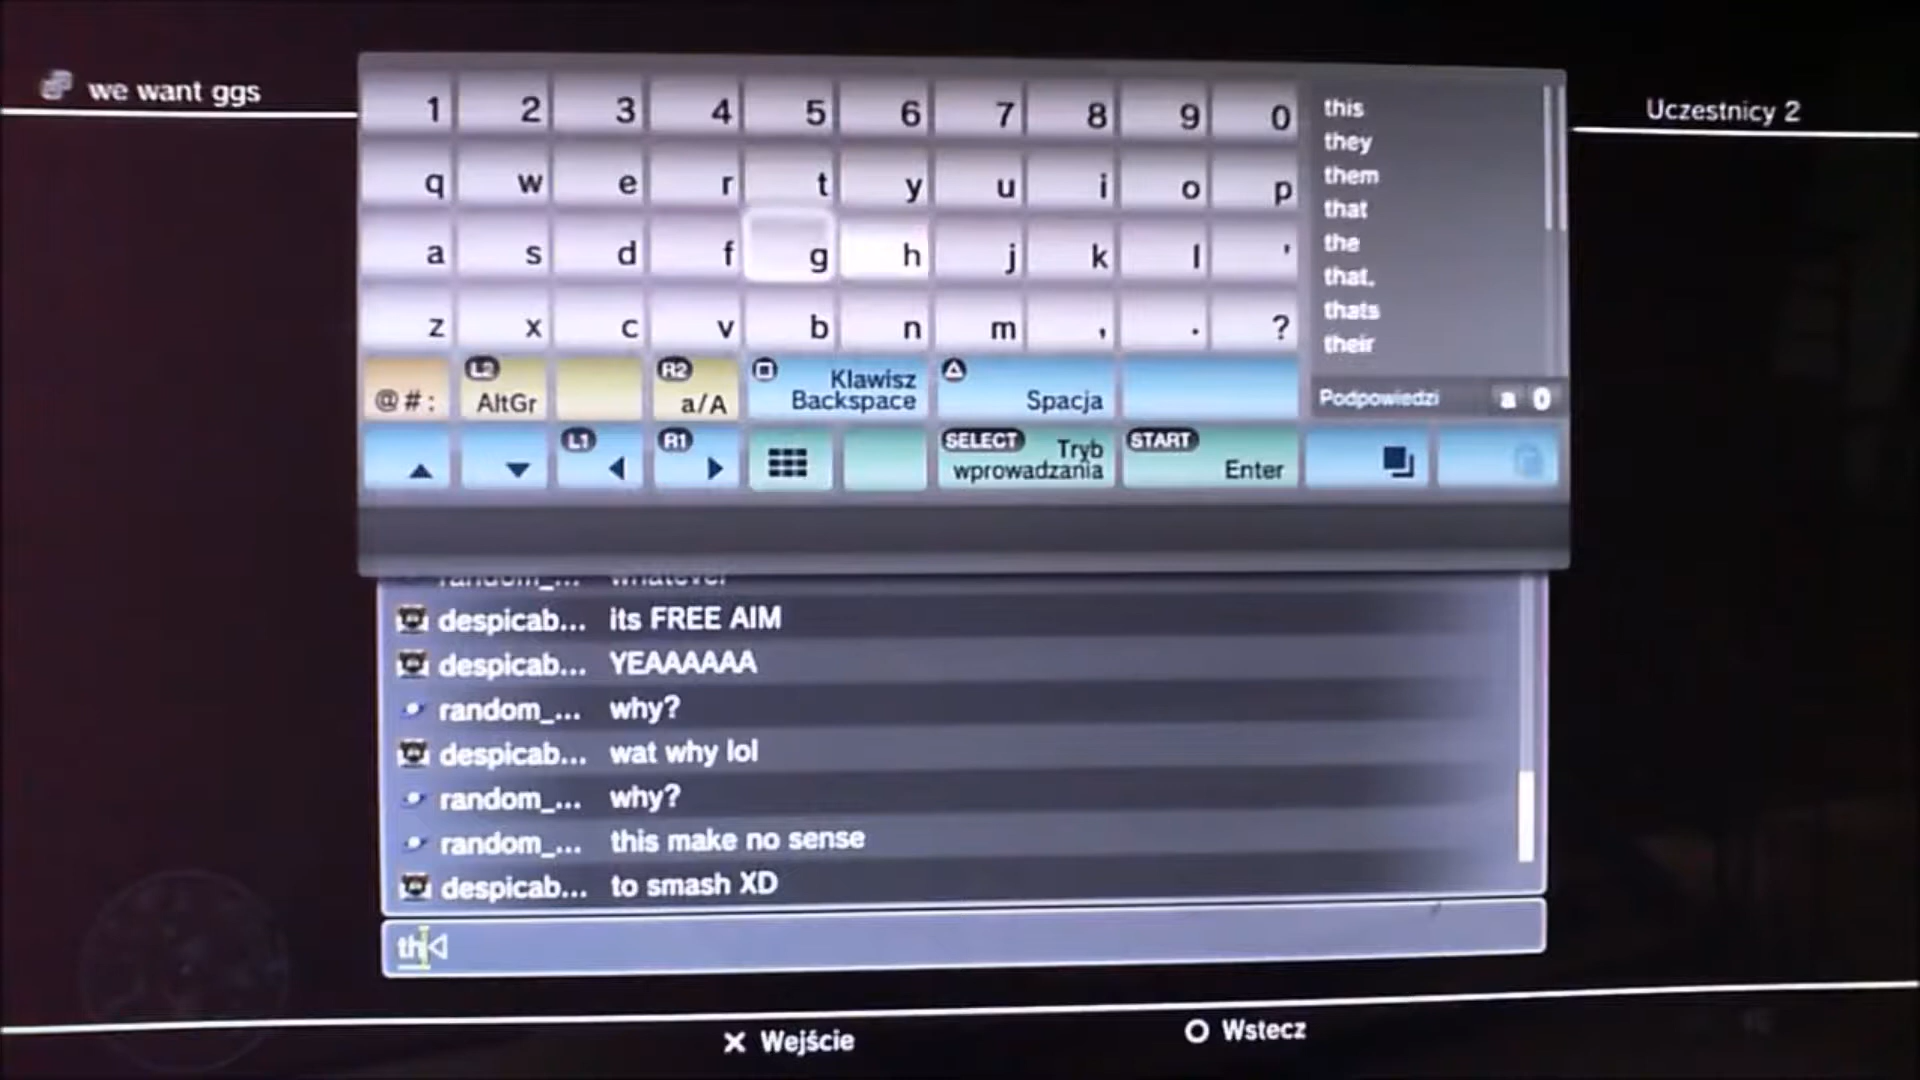 we want ggs
Uczestnicy 2
1 2 3 4 5 6 7 8 9 0
q w e r t y u i o p
a s d f g h j k l '
z x c v b n m , . ?
@#: L2 AltGr R2 a/A Klawisz Backspace Spacja
L1 R1 SELECT Tryb wprowadzania START Enter
this
they
them
that
the
that.
thats
their
Podpowiedzi a 0
random_... whatever
despicab... its FREE AIM
despicab... YEAAAAAA
random_... why?
despicab... wat why lol
random_... why?
random_... this make no sense
despicab... to smash XD
th
Wejście
Wstecz